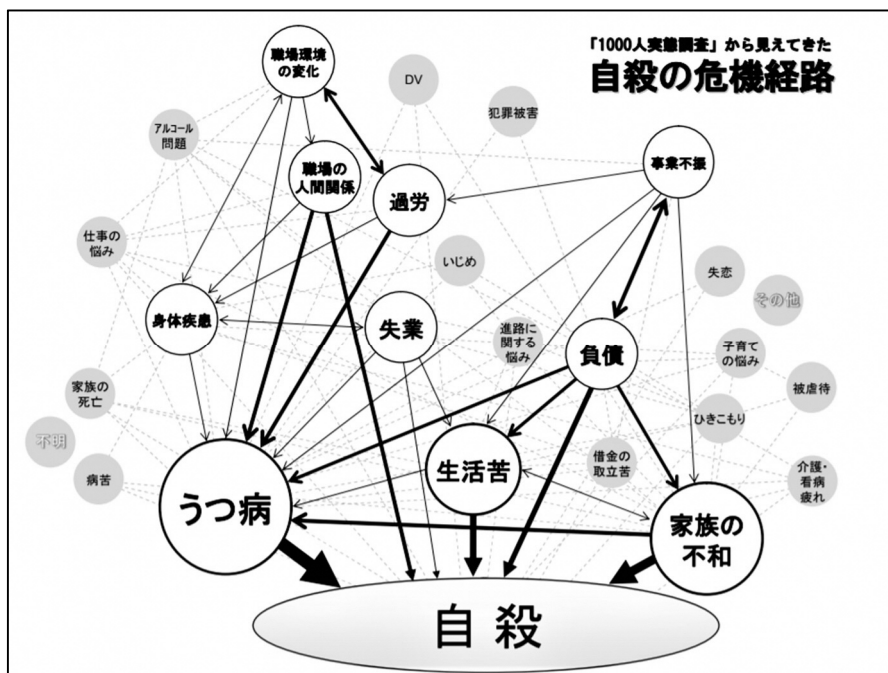 「1000人実態調査」から見えてきた
自殺の危機経路
職場環境
の変化
DV
犯罪被害
アルコール
問題
職場の
人間関係
過労
事業不振
仕事の
悩み
いじめ
失恋
その他
身体疾患
失業
進路に
関する
悩み
負債
子育て
の悩み
家族の
死亡
被虐待
ひきこもり
不明
病苦
うつ病
生活苦
借金の
取立苦
介護・
看病
疲れ
家族の
不和
自殺